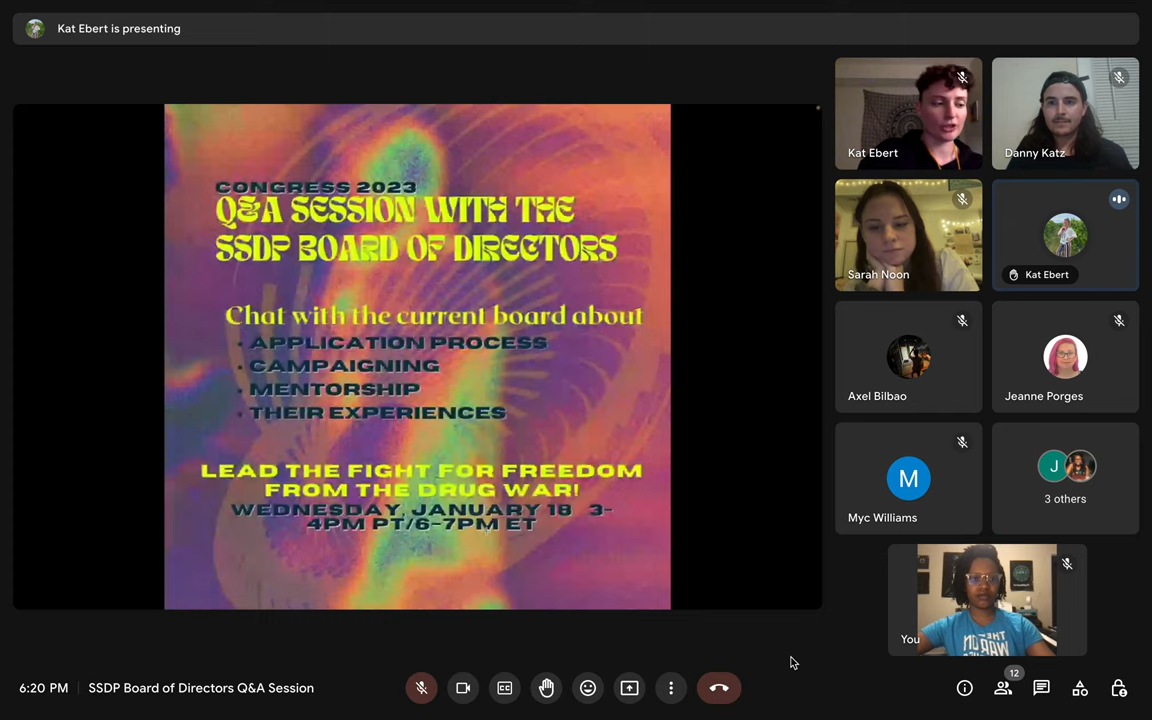 Kat Ebert is presenting
CONGRESS 2023
Q&A SESSION WITH THE
SSDP BOARD OF DIRECTORS
Chat with the current board about
· APPLICATION PROCESS
· CAMPAIGNING
· MENTORSHIP
· THEIR EXPERIENCES
LEAD THE FIGHT FOR FREEDOM
FROM THE DRUG WAR!
WEDNESDAY, JANUARY 18 3-
4PM PT/6-7PM ET
Kat Ebert
Danny Katz
Sarah Noon
Kat Ebert
Axel Bilbao
Jeanne Porges
M
Myc Williams
J
3 others
You
6:20 PM
SSDP Board of Directors Q&A Session
CC
12